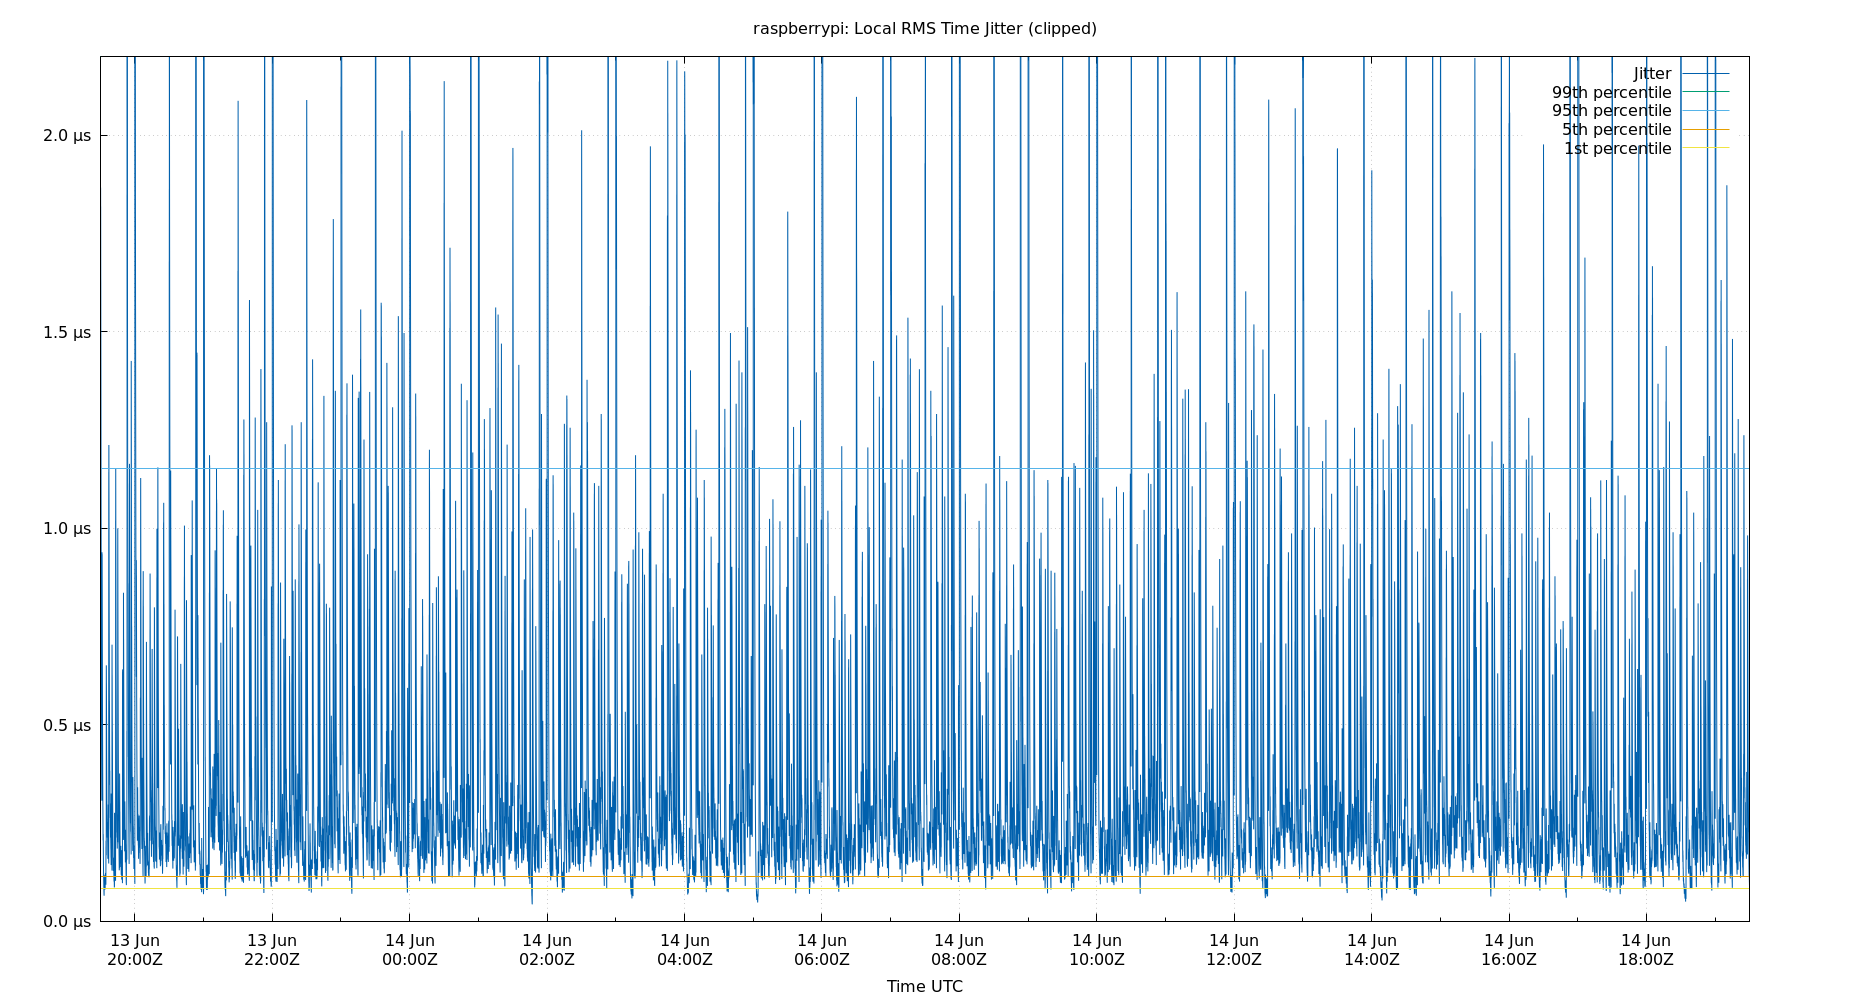 raspberrypi: Local RMS Time Jitter (clipped)
Jitter
99th percentile
95th percentile
5th percentile
1st percentile
2.0 µs
1.5 µs
1.0 µs
0.5 µs
0.0 µs
13 Jun 13 Jun 14 Jun 14 Jun 14 Jun 14 Jun 14 Jun 14 Jun 14 Jun 14 Jun 14 Jun 14 Jun
20:00Z 22:00Z 00:00Z 02:00Z 04:00Z 06:00Z 08:00Z 10:00Z 12:00Z 14:00Z 16:00Z 18:00Z
Time UTC